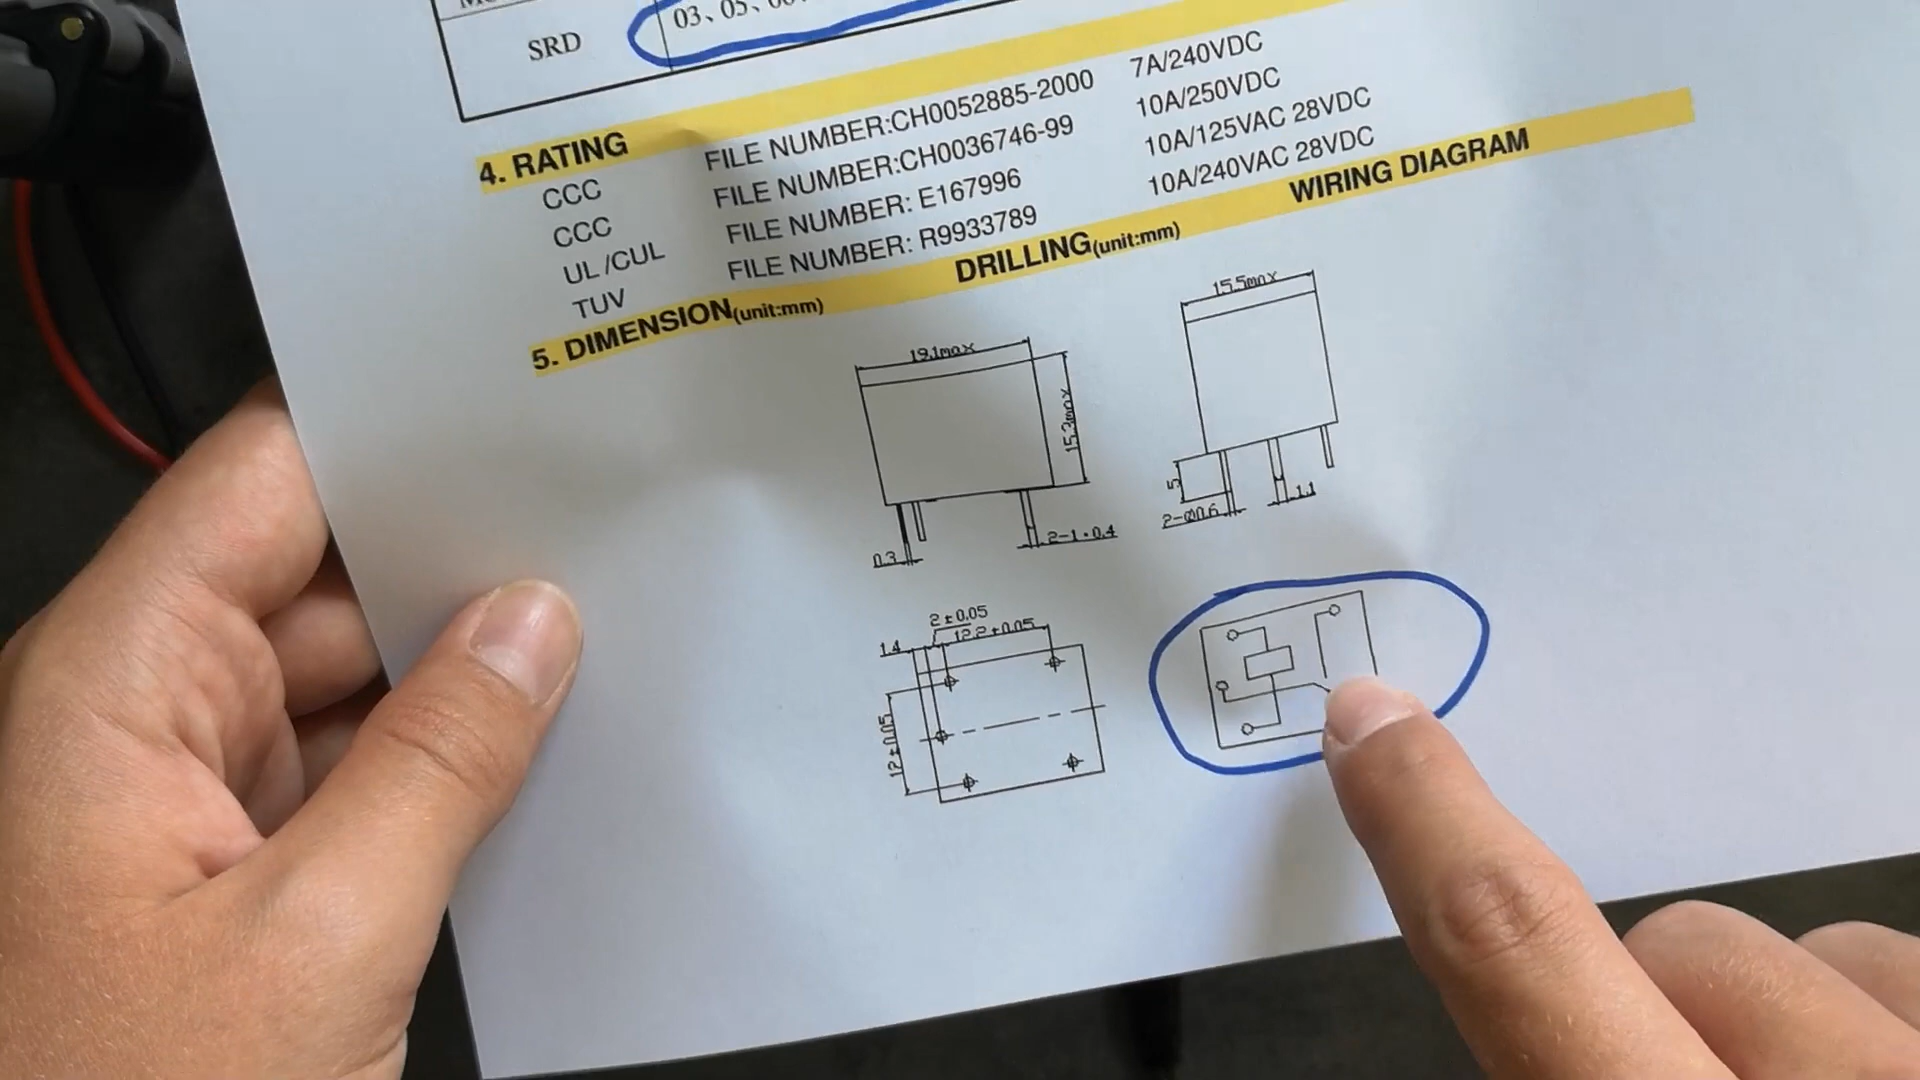 SRD 03、05、
4. RATING
CCC FILE NUMBER:CH0052885-2000 7A/240VDC
CCC FILE NUMBER:CH0036746-99 10A/250VDC
UL /CUL FILE NUMBER: E167996 10A/125VAC 28VDC
TUV FILE NUMBER: R9933789 10A/240VAC 28VDC
5. DIMENSION(unit:mm) DRILLING(unit:mm) WIRING DIAGRAM
19.1max
15.3max
0.3
2-1·0.4
15.5max
5
2-Ø0.6
1.1
2±0.05
12.2±0.05
1.4
12±0.05